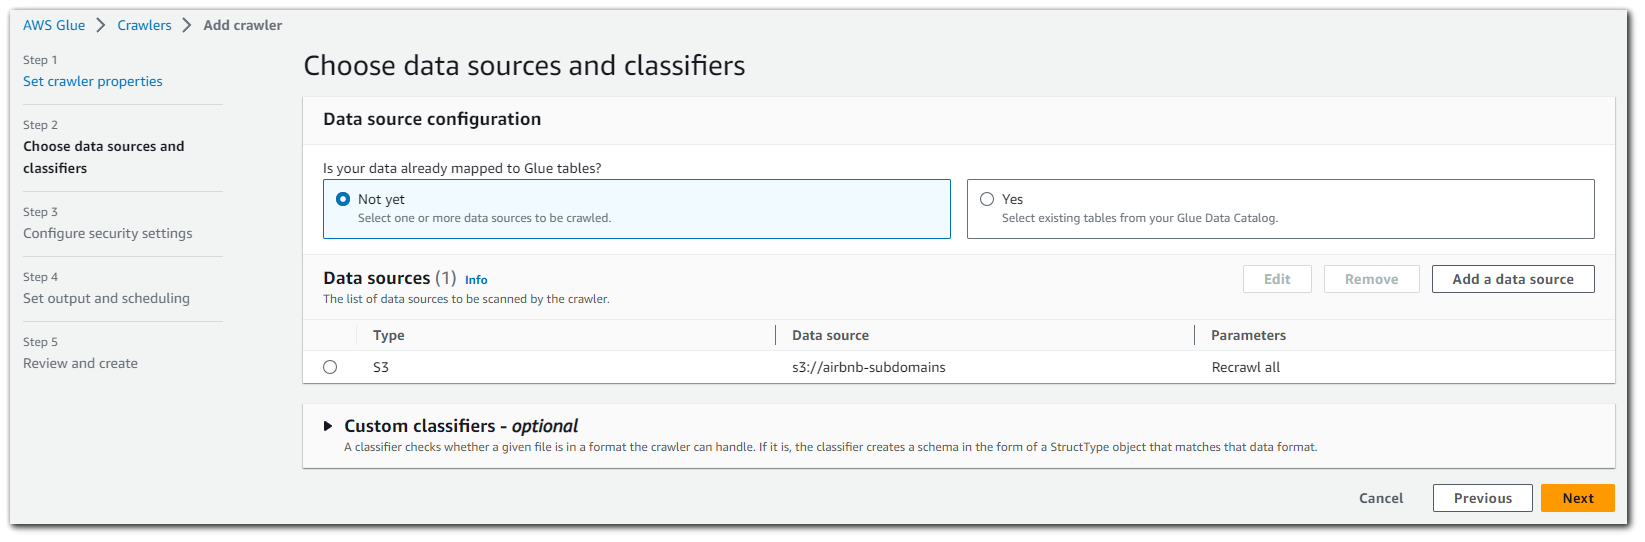 AWS Glue > Crawlers > Add crawler
Step 1
Set crawler properties
Step 2
Choose data sources and
classifiers
Step 3
Configure security settings
Step 4
Set output and scheduling
Step 5
Review and create
Choose data sources and classifiers
Data source configuration
Is your data already mapped to Glue tables?
Not yet
Select one or more data sources to be crawled.
Yes
Select existing tables from your Glue Data Catalog.
Data sources (1) Info
The list of data sources to be scanned by the crawler.
Edit Remove Add a data source
Type Data source Parameters
S3 s3://airbnb-subdomains Recrawl all
Custom classifiers - optional
A classifier checks whether a given file is in a format the crawler can handle. If it is, the classifier creates a schema in the form of a StructType object that matches that data format.
Cancel Previous Next